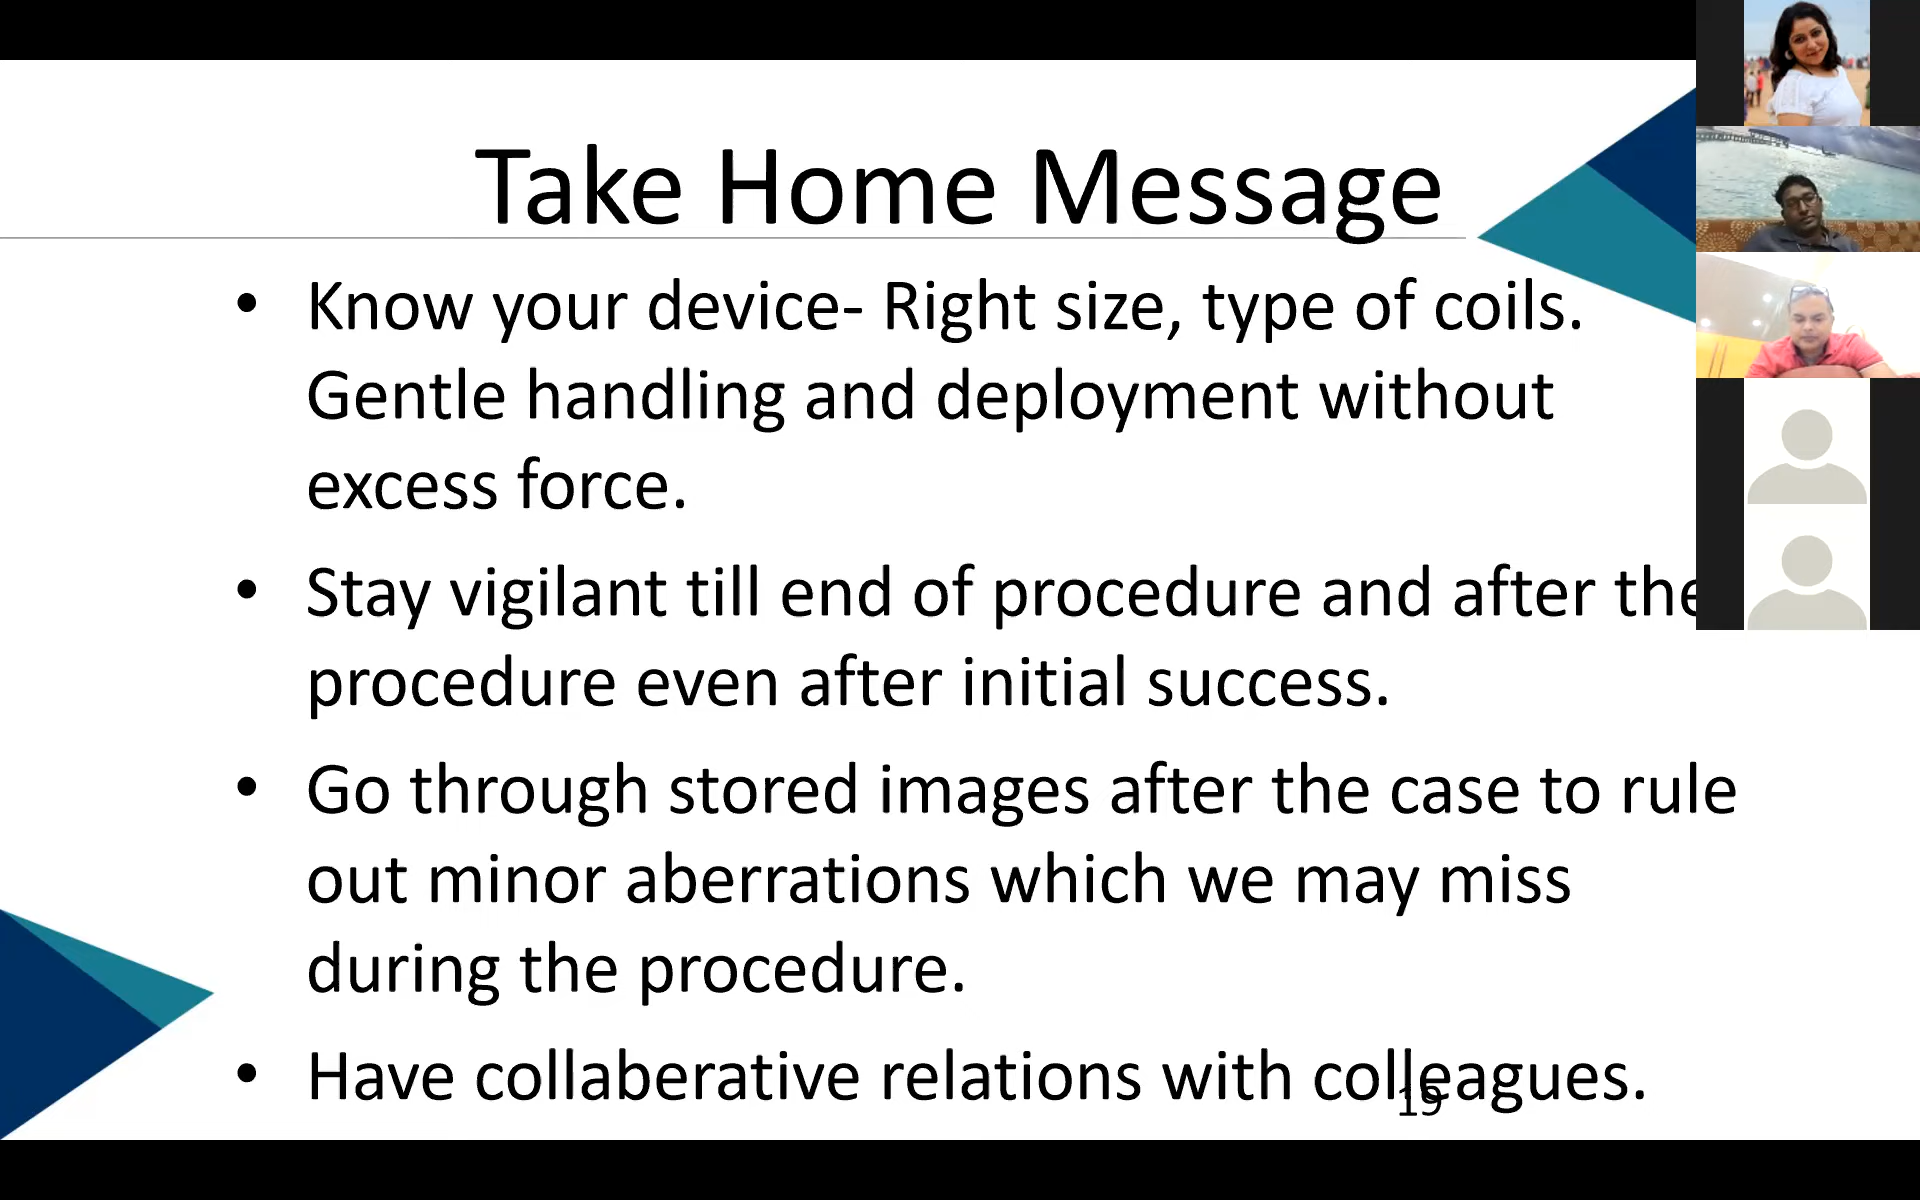 Take Home Message
• Know your device- Right size, type of coils.
Gentle handling and deployment without
excess force.
• Stay vigilant till end of procedure and after the
procedure even after initial success.
• Go through stored images after the case to rule
out minor aberrations which we may miss
during the procedure.
• Have collaberative relations with colleagues.
19